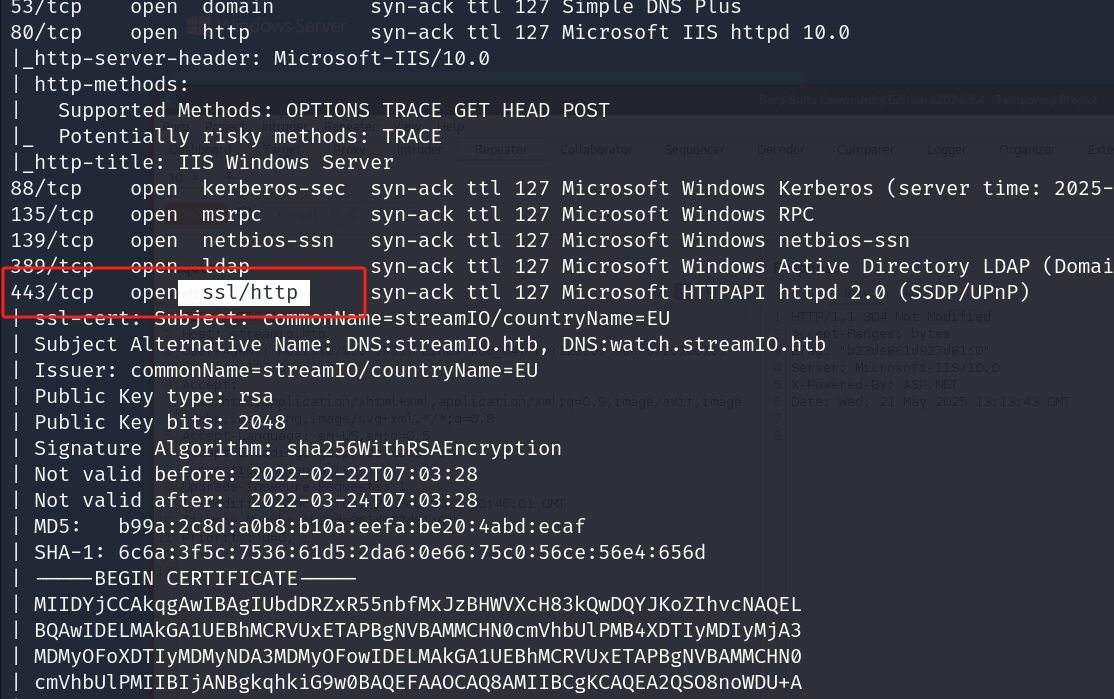 53/tcp open domain syn-ack ttl 127 Simple DNS Plus
80/tcp open http syn-ack ttl 127 Microsoft IIS httpd 10.0
|_http-server-header: Microsoft-IIS/10.0
| http-methods:
|   Supported Methods: OPTIONS TRACE GET HEAD POST
|_  Potentially risky methods: TRACE
|_http-title: IIS Windows Server
88/tcp open kerberos-sec syn-ack ttl 127 Microsoft Windows Kerberos (server time: 2025-
135/tcp open msrpc syn-ack ttl 127 Microsoft Windows RPC
139/tcp open netbios-ssn syn-ack ttl 127 Microsoft Windows netbios-ssn
389/tcp open ldap syn-ack ttl 127 Microsoft Windows Active Directory LDAP (Domai
443/tcp open ssl/http syn-ack ttl 127 Microsoft HTTPAPI httpd 2.0 (SSDP/UPnP)
| ssl-cert: Subject: commonName=streamIO/countryName=EU
| Subject Alternative Name: DNS:streamIO.htb, DNS:watch.streamIO.htb
| Issuer: commonName=streamIO/countryName=EU
| Public Key type: rsa
| Public Key bits: 2048
| Signature Algorithm: sha256WithRSAEncryption
| Not valid before: 2022-02-22T07:03:28
| Not valid after:  2022-03-24T07:03:28
| MD5:   b99a:2c8d:a0b8:b10a:eefa:be20:4abd:ecaf
| SHA-1: 6c6a:3f5c:7536:61d5:2da6:0e66:75c0:56ce:56e4:656d
| -----BEGIN CERTIFICATE-----
| MIIDYjCCAkqgAwIBAgIUbdDRZxR55nbfMxJzBHWVXcH83kQwDQYJKoZIhvcNAQEL
| BQAwIDELMAkGA1UEBhMCRVUxETAPBgNVBAMMCHN0cmVhbUlPMB4XDTIyMDIyMjA3
| MDMyOFoXDTIyMDMyNDA3MDMyOFowIDELMAkGA1UEBhMCRVUxETAPBgNVBAMMCHN0
| cmVhbUlPMIIBIjANBgkqhkiG9w0BAQEFAAOCAQ8AMIIBCgKCAQEA2QSO8noWDU+A